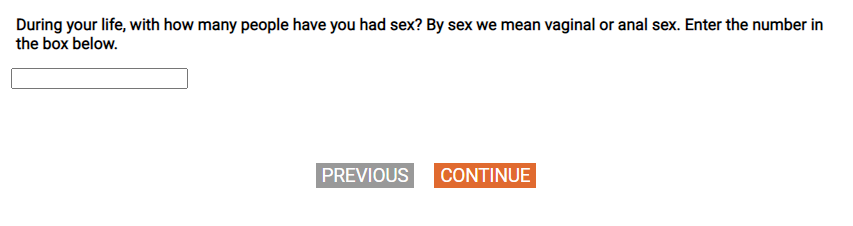 During your life, with how many people have you had sex? By sex we mean vaginal or anal sex. Enter the number in
the box below.
PREVIOUS
CONTINUE